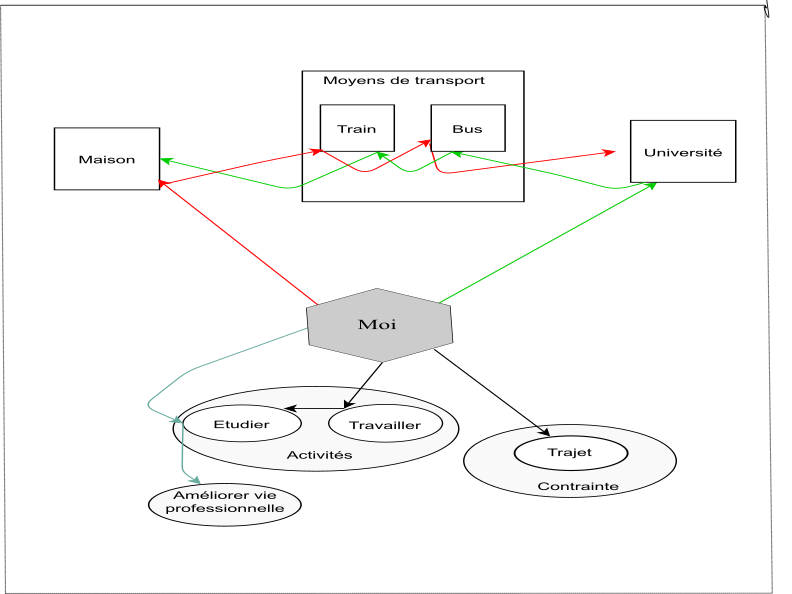 Moyens de transport
Train
Bus
Maison
Université
Moi
Etudier
Travailler
Activités
Trajet
Contrainte
Améliorer vie
professionnelle